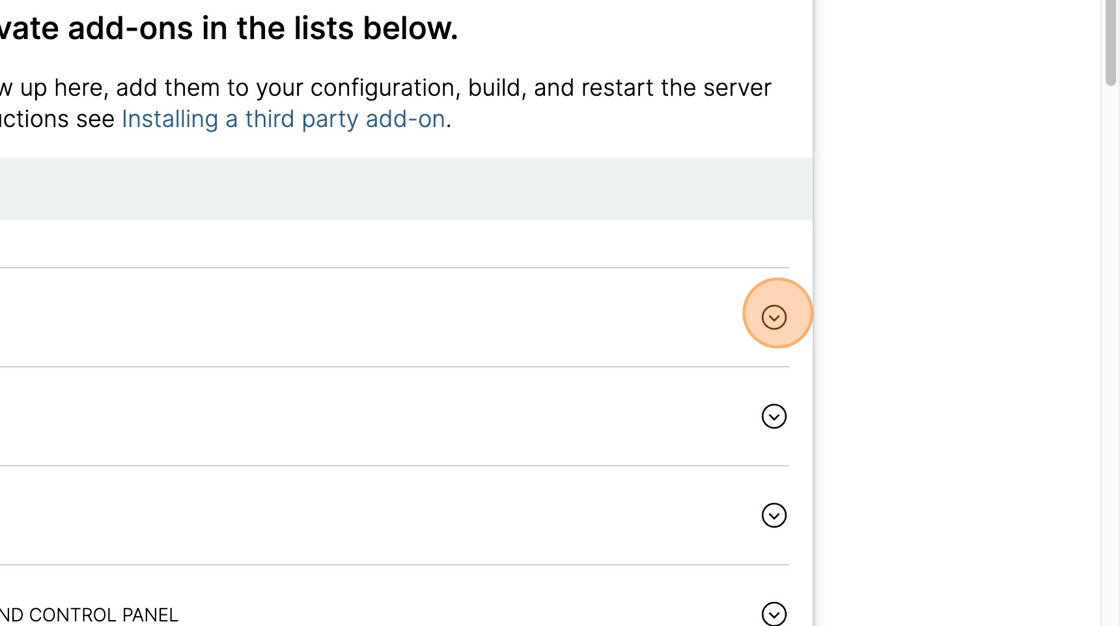 vate add-ons in the lists below.
w up here, add them to your configuration, build, and restart the server
uctions see Installing a third party add-on.
ND CONTROL PANEL